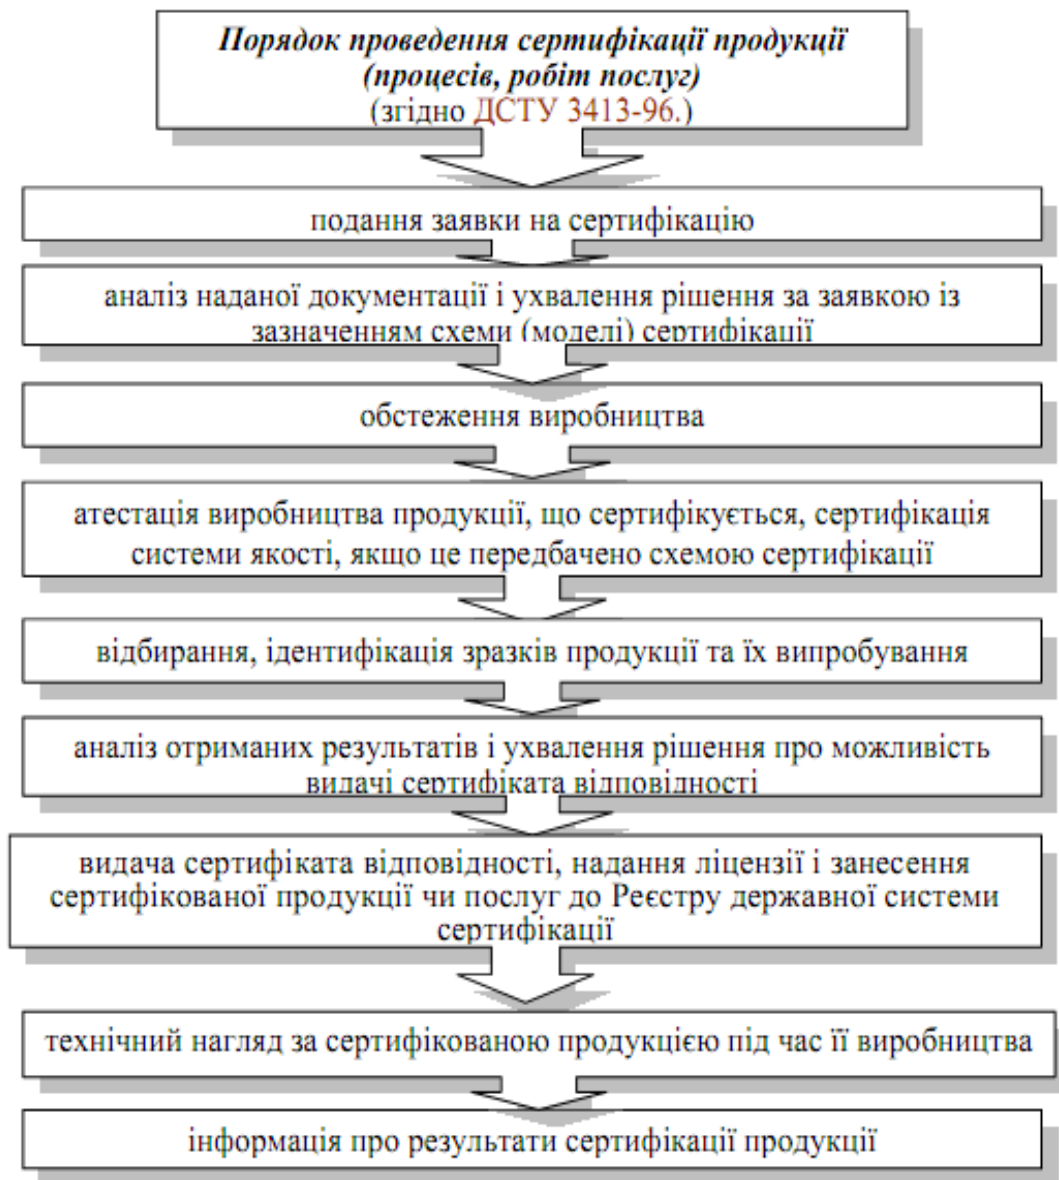 Порядок проведення сертифікації продукції
(процесів, робіт послуг)
(згідно ДСТУ 3413-96.)
подання заявки на сертифікацію
аналіз наданої документації і ухвалення рішення за заявкою із
зазначенням схеми (моделі) сертифікації
обстеження виробництва
атестація виробництва продукції, що сертифікується, сертифікація
системи якості, якщо це передбачено схемою сертифікації
відбирання, ідентифікація зразків продукції та їх випробування
аналіз отриманих результатів і ухвалення рішення про можливість
видачі сертифіката відповідності
видача сертифіката відповідності, надання ліцензії і занесення
сертифікованої продукції чи послуг до Реєстру державної системи
сертифікації
технічний нагляд за сертифікованою продукцією під час її виробництва
інформація про результати сертифікації продукції